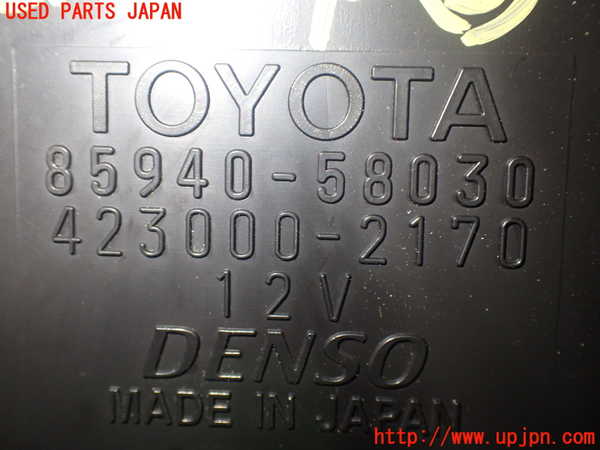 USED PARTS JAPAN
TOYOTA
85940-58030
423000-2170
12V
DENSO
MADE IN JAPAN
http://www.upjpn.com/